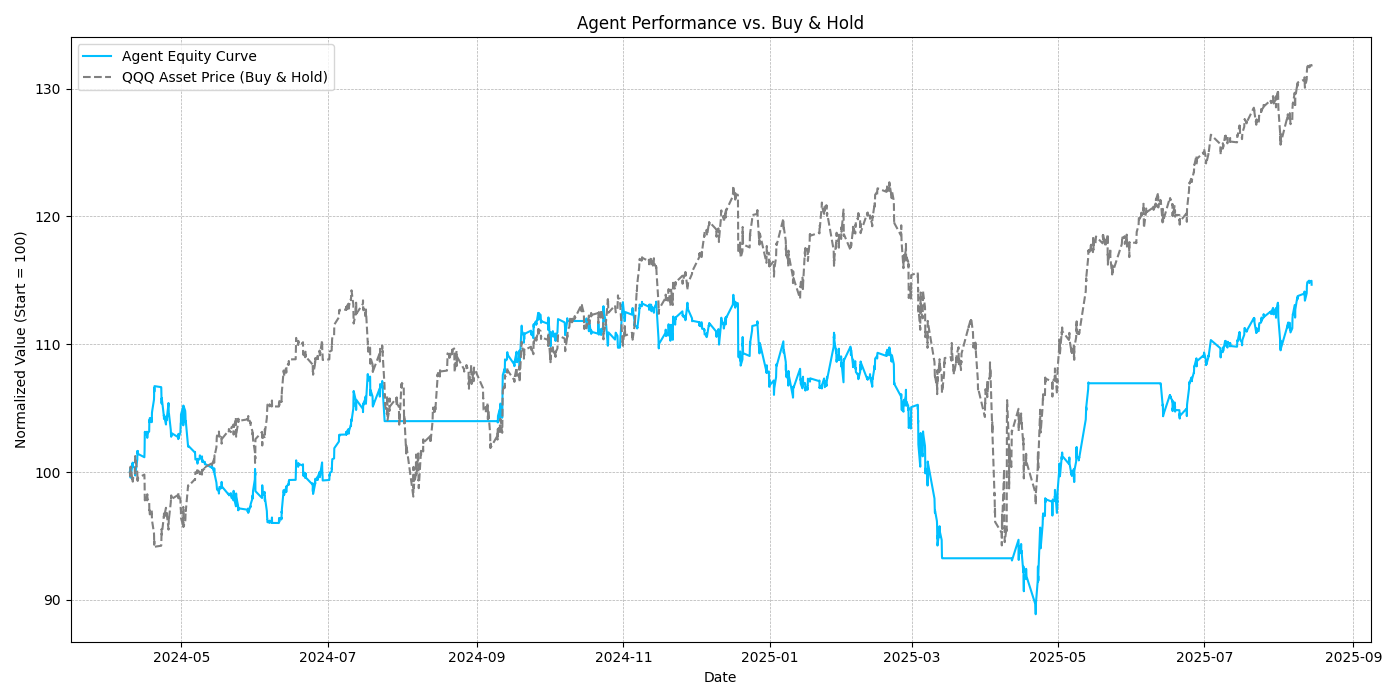 Agent Performance vs. Buy & Hold
Agent Equity Curve
QQQ Asset Price (Buy & Hold)
Normalized Value (Start = 100)
130
120
110
100
90
2024-05
2024-07
2024-09
2024-11
2025-01
2025-03
2025-05
2025-07
2025-09
Date